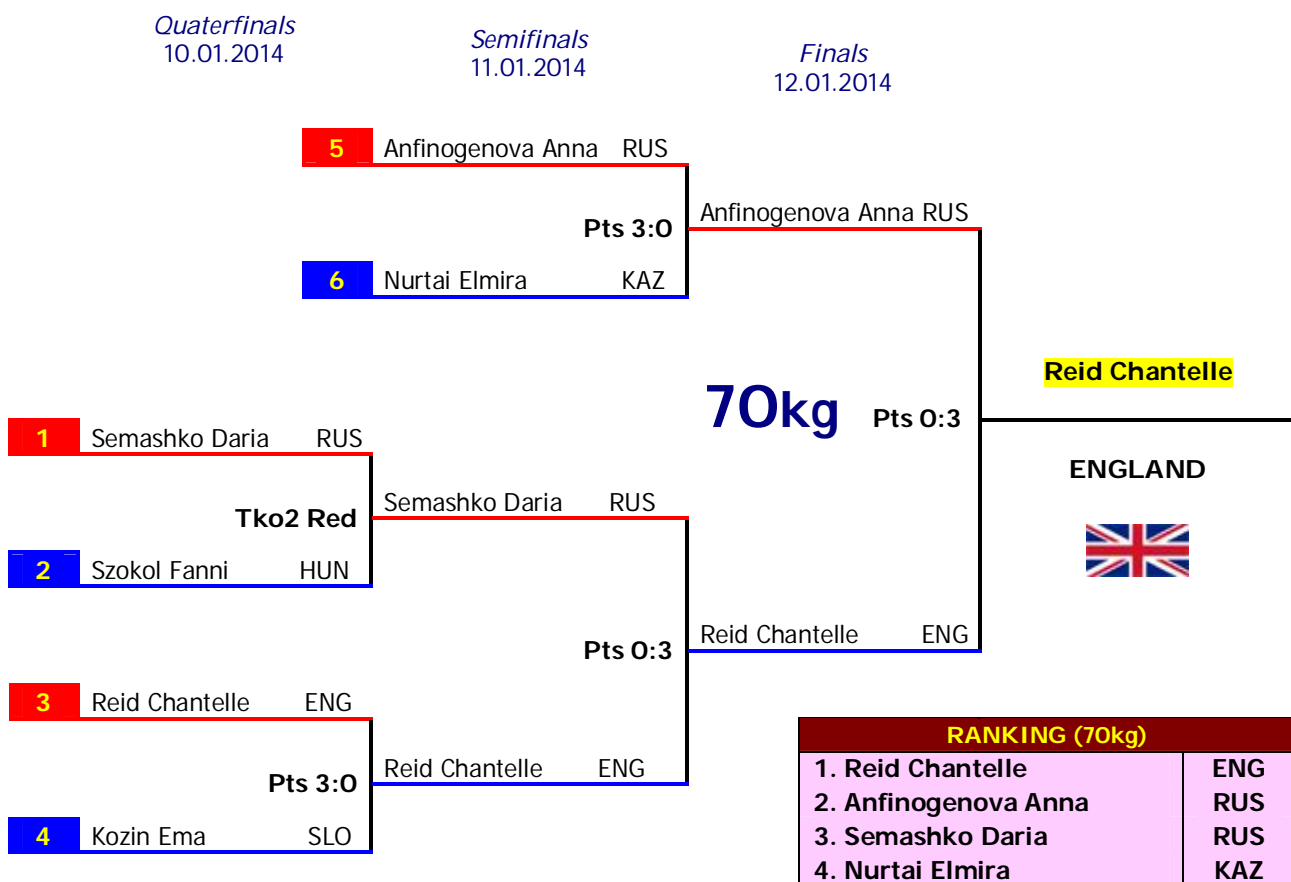 Quaterfinals
10.01.2014
Semifinals
11.01.2014
Finals
12.01.2014
5 Anfinogenova Anna RUS
Pts 3:0
Anfinogenova Anna RUS
6 Nurtai Elmira KAZ
Reid Chantelle
70kg Pts 0:3
1 Semashko Daria RUS
ENGLAND
Tko2 Red
Semashko Daria RUS
2 Szokol Fanni HUN
Pts 0:3
Reid Chantelle ENG
3 Reid Chantelle ENG
Pts 3:0
Reid Chantelle ENG
4 Kozin Ema SLO
RANKING (70kg)
1. Reid Chantelle ENG
2. Anfinogenova Anna RUS
3. Semashko Daria RUS
4. Nurtai Elmira KAZ